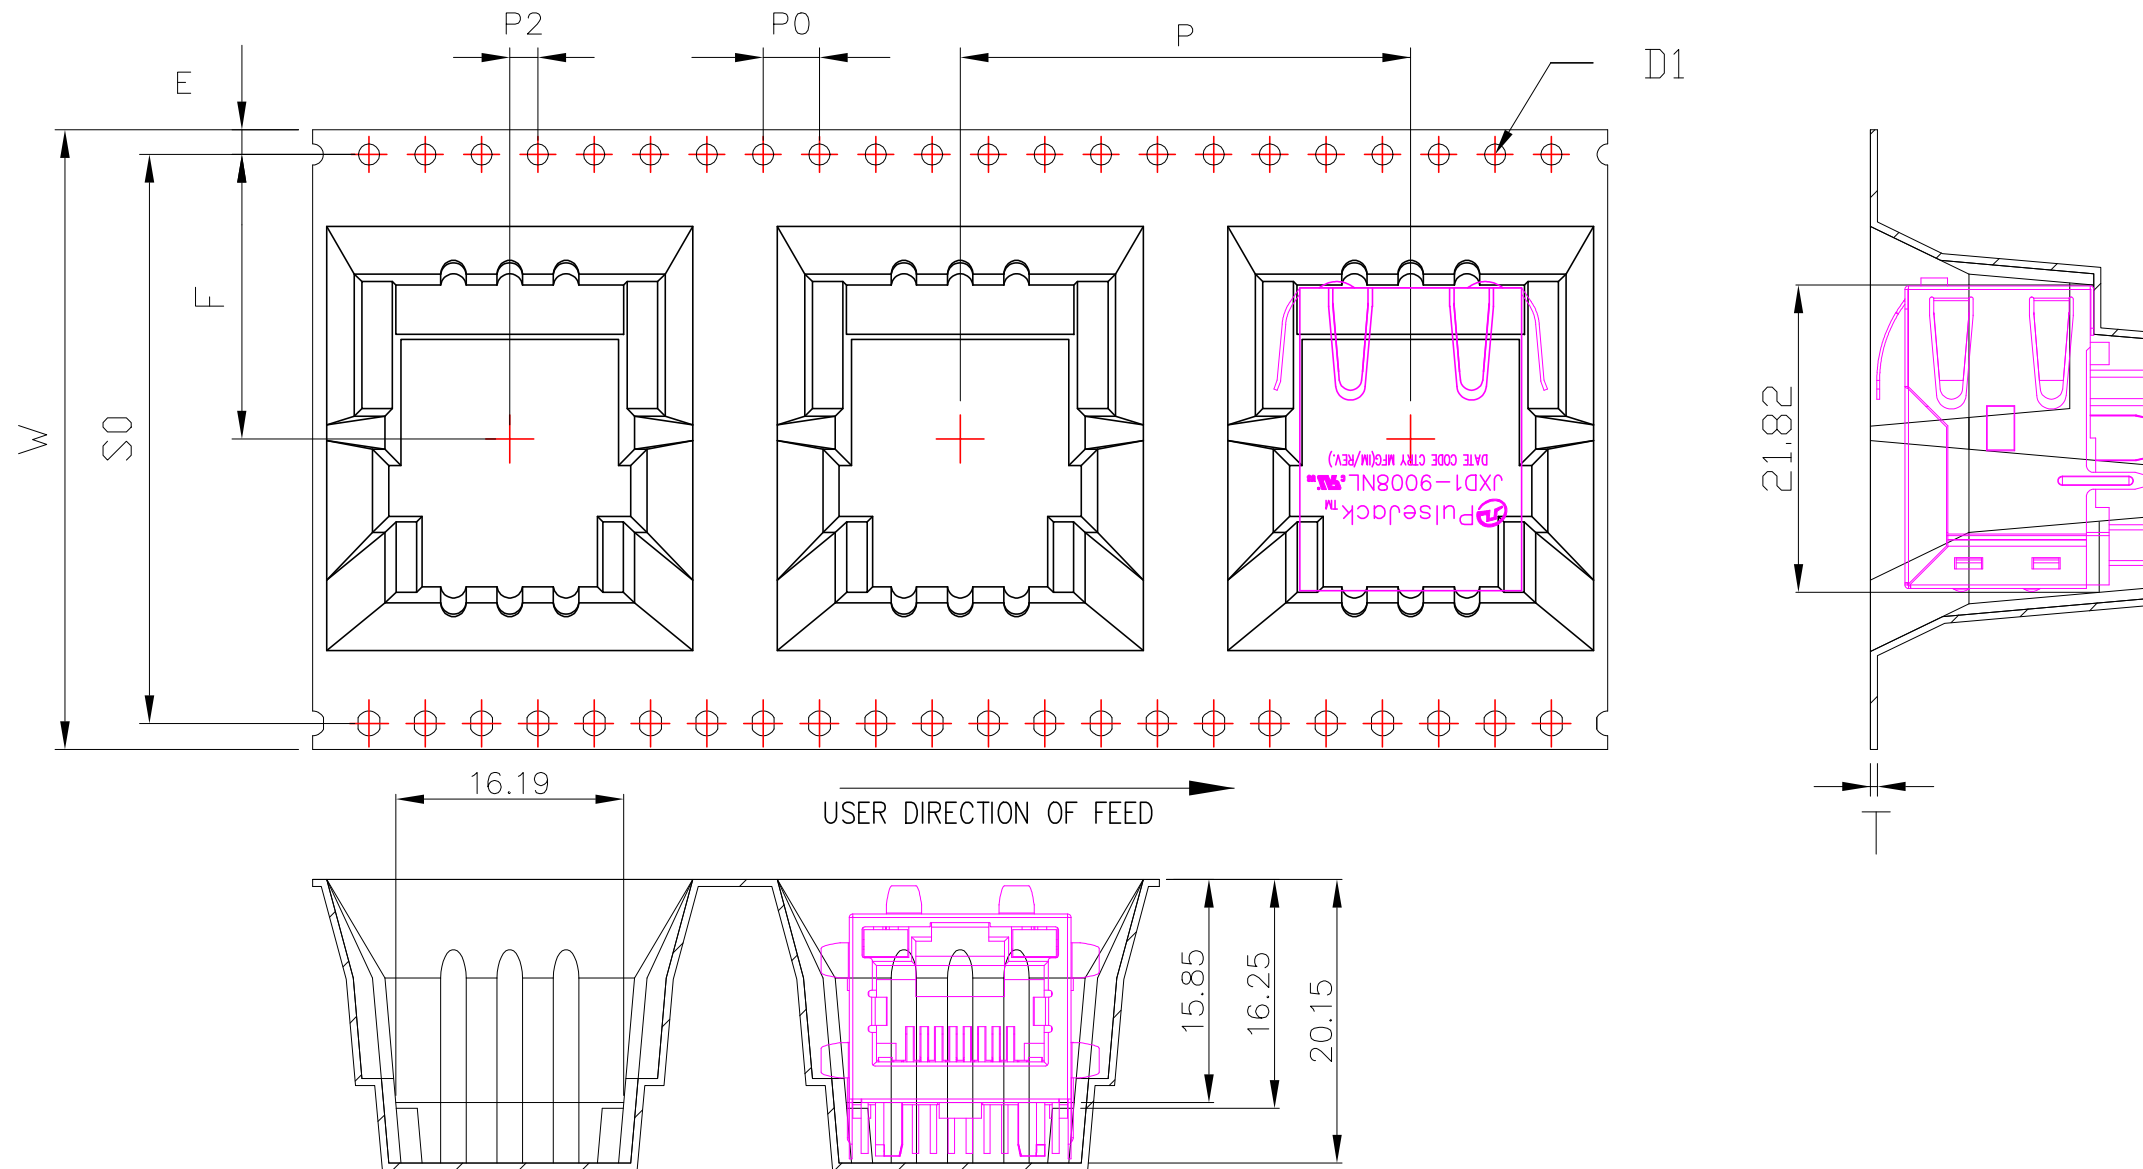 P2
P0
P
D1
E
F
W
S0
21.82
DATE CODE CTRY MFG(IM/REV.)
JXD1-9008NL
PulseJack™
16.19
USER DIRECTION OF FEED
T
15.85
16.25
20.15